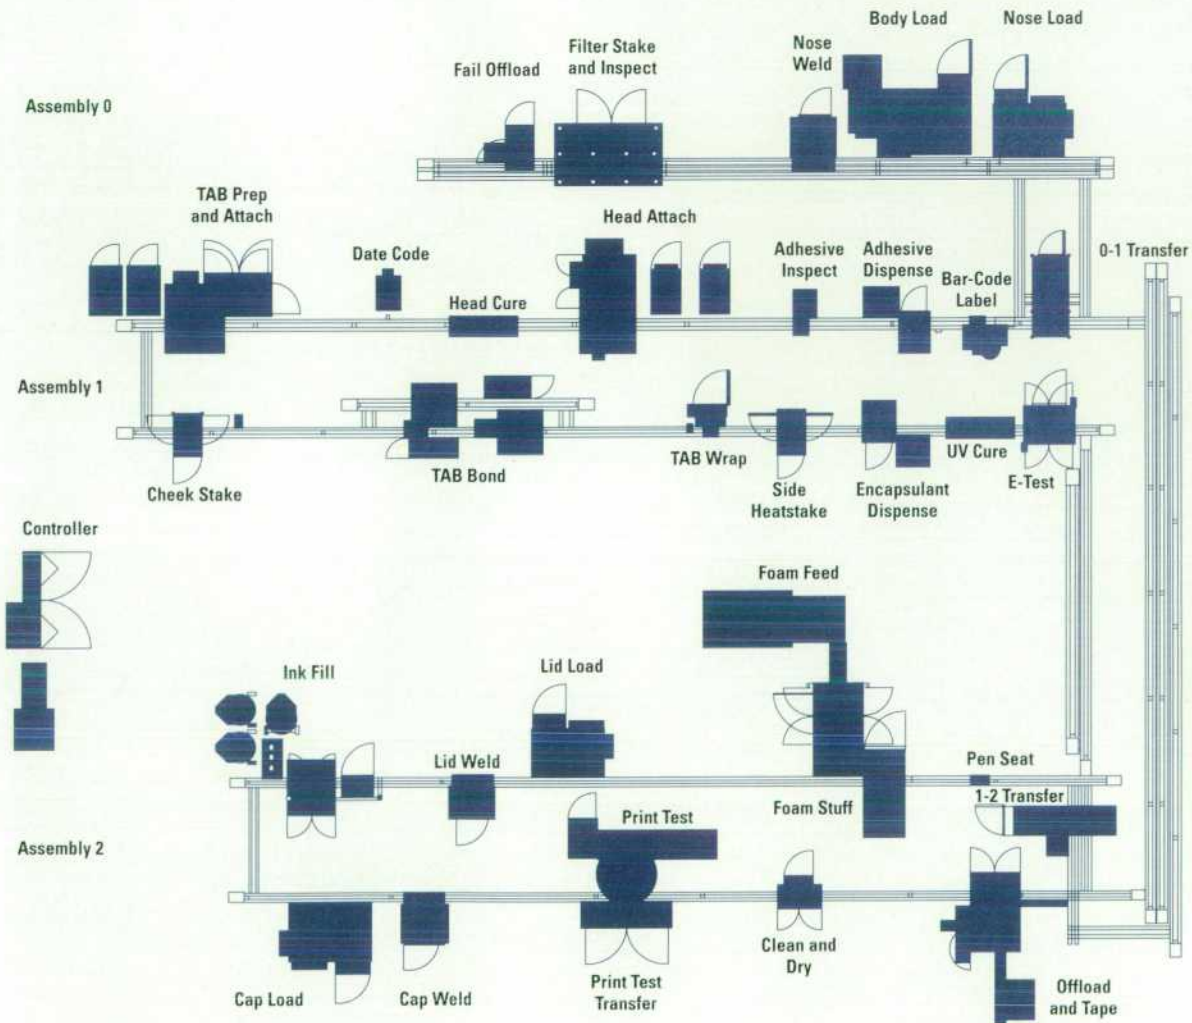 Body Load
Nose Load
Nose
Weld
Filter Stake
and Inspect
Fail Offload
Assembly 0
TAB Prep
and Attach
Head Attach
Date Code
Head Cure
Adhesive
Inspect
Adhesive
Dispense
Bar-Code
Label
0-1 Transfer
Assembly 1
Cheek Stake
TAB Bond
TAB Wrap
Side
Heatstake
Encapsulant
Dispense
UV Cure
E-Test
Controller
Foam Feed
Ink Fill
Lid Load
Lid Weld
Pen Seat
1-2 Transfer
Foam Stuff
Print Test
Assembly 2
Cap Load
Cap Weld
Print Test
Transfer
Clean and
Dry
Offload
and Tape